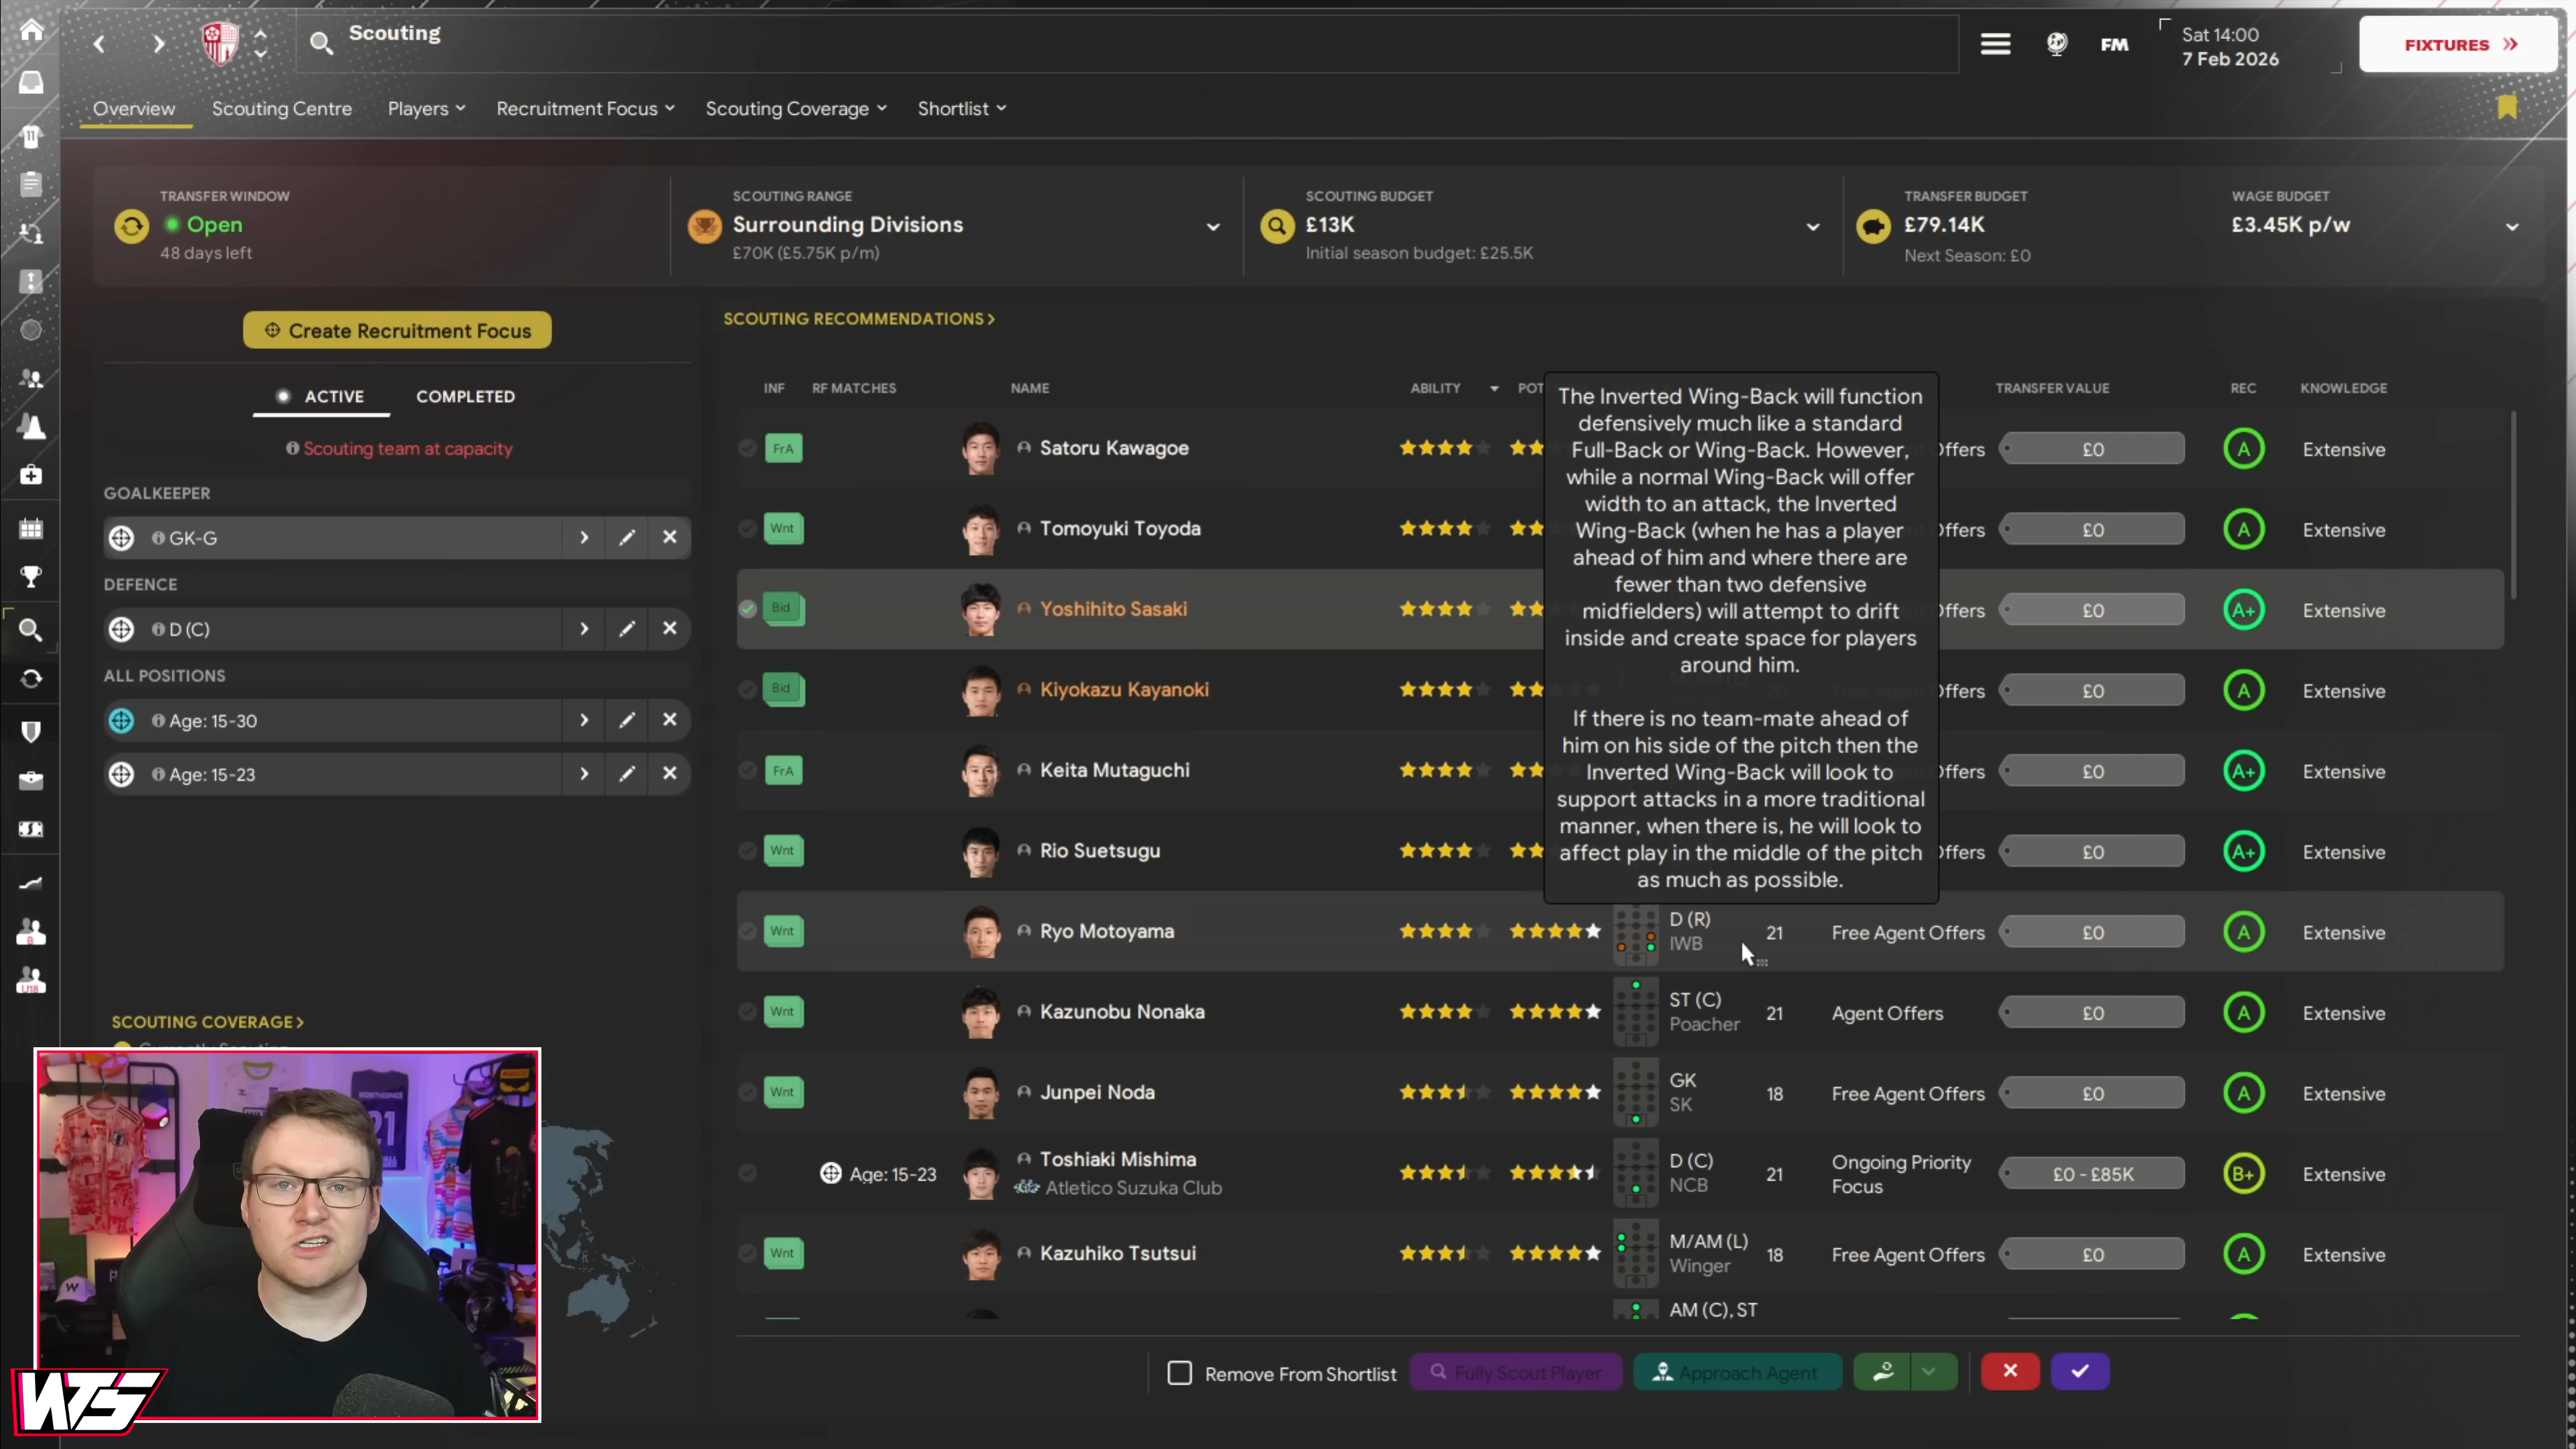 Scouting
FM
Sat 14:00
7 Feb 2026
FIXTURES
Overview
Scouting Centre
Players
Recruitment Focus
Scouting Coverage
Shortlist
TRANSFER WINDOW
Open
48 days left
SCOUTING RANGE
Surrounding Divisions
£70K (£5.75K p/m)
SCOUTING BUDGET
£13K
Initial season budget: £25.5K
TRANSFER BUDGET
£79.14K
Next Season: £0
WAGE BUDGET
£3.45K p/w
Create Recruitment Focus
ACTIVE
COMPLETED
Scouting team at capacity
GOALKEEPER
GK-G
DEFENCE
D (C)
ALL POSITIONS
Age: 15-30
Age: 15-23
SCOUTING COVERAGE >
Currently Scouting
SCOUTING RECOMMENDATIONS >
INF RF MATCHES NAME ABILITY POT TRANSFER VALUE REC KNOWLEDGE
FrA Satoru Kawagoe Offers £0 A Extensive
Wnt Tomoyuki Toyoda Offers £0 A Extensive
Bid Yoshihito Sasaki Offers £0 A+ Extensive
Bid Kiyokazu Kayanoki Offers £0 A Extensive
FrA Keita Mutaguchi Offers £0 A+ Extensive
Wnt Rio Suetsugu Offers £0 A+ Extensive
Wnt Ryo Motoyama D (R) IWB 21 Free Agent Offers £0 A Extensive
Wnt Kazunobu Nonaka ST (C) Poacher 21 Agent Offers £0 A Extensive
Wnt Junpei Noda GK SK 18 Free Agent Offers £0 A Extensive
Age: 15-23 Toshiaki Mishima Atletico Suzuka Club D (C) NCB 21 Ongoing Priority Focus £0 - £85K B+ Extensive
Wnt Kazuhiko Tsutsui M/AM (L) Winger 18 Free Agent Offers £0 A Extensive
AM (C), ST
The Inverted Wing-Back will function
defensively much like a standard
Full-Back or Wing-Back. However,
while a normal Wing-Back will offer
width to an attack, the Inverted
Wing-Back (when he has a player
ahead of him and where there are
fewer than two defensive
midfielders) will attempt to drift
inside and create space for players
around him.
If there is no team-mate ahead of
him on his side of the pitch then the
Inverted Wing-Back will look to
support attacks in a more traditional
manner, when there is, he will look to
affect play in the middle of the pitch
as much as possible.
Remove From Shortlist
Fully Scout Player
Approach Agent
11
B
U18
21
WTS